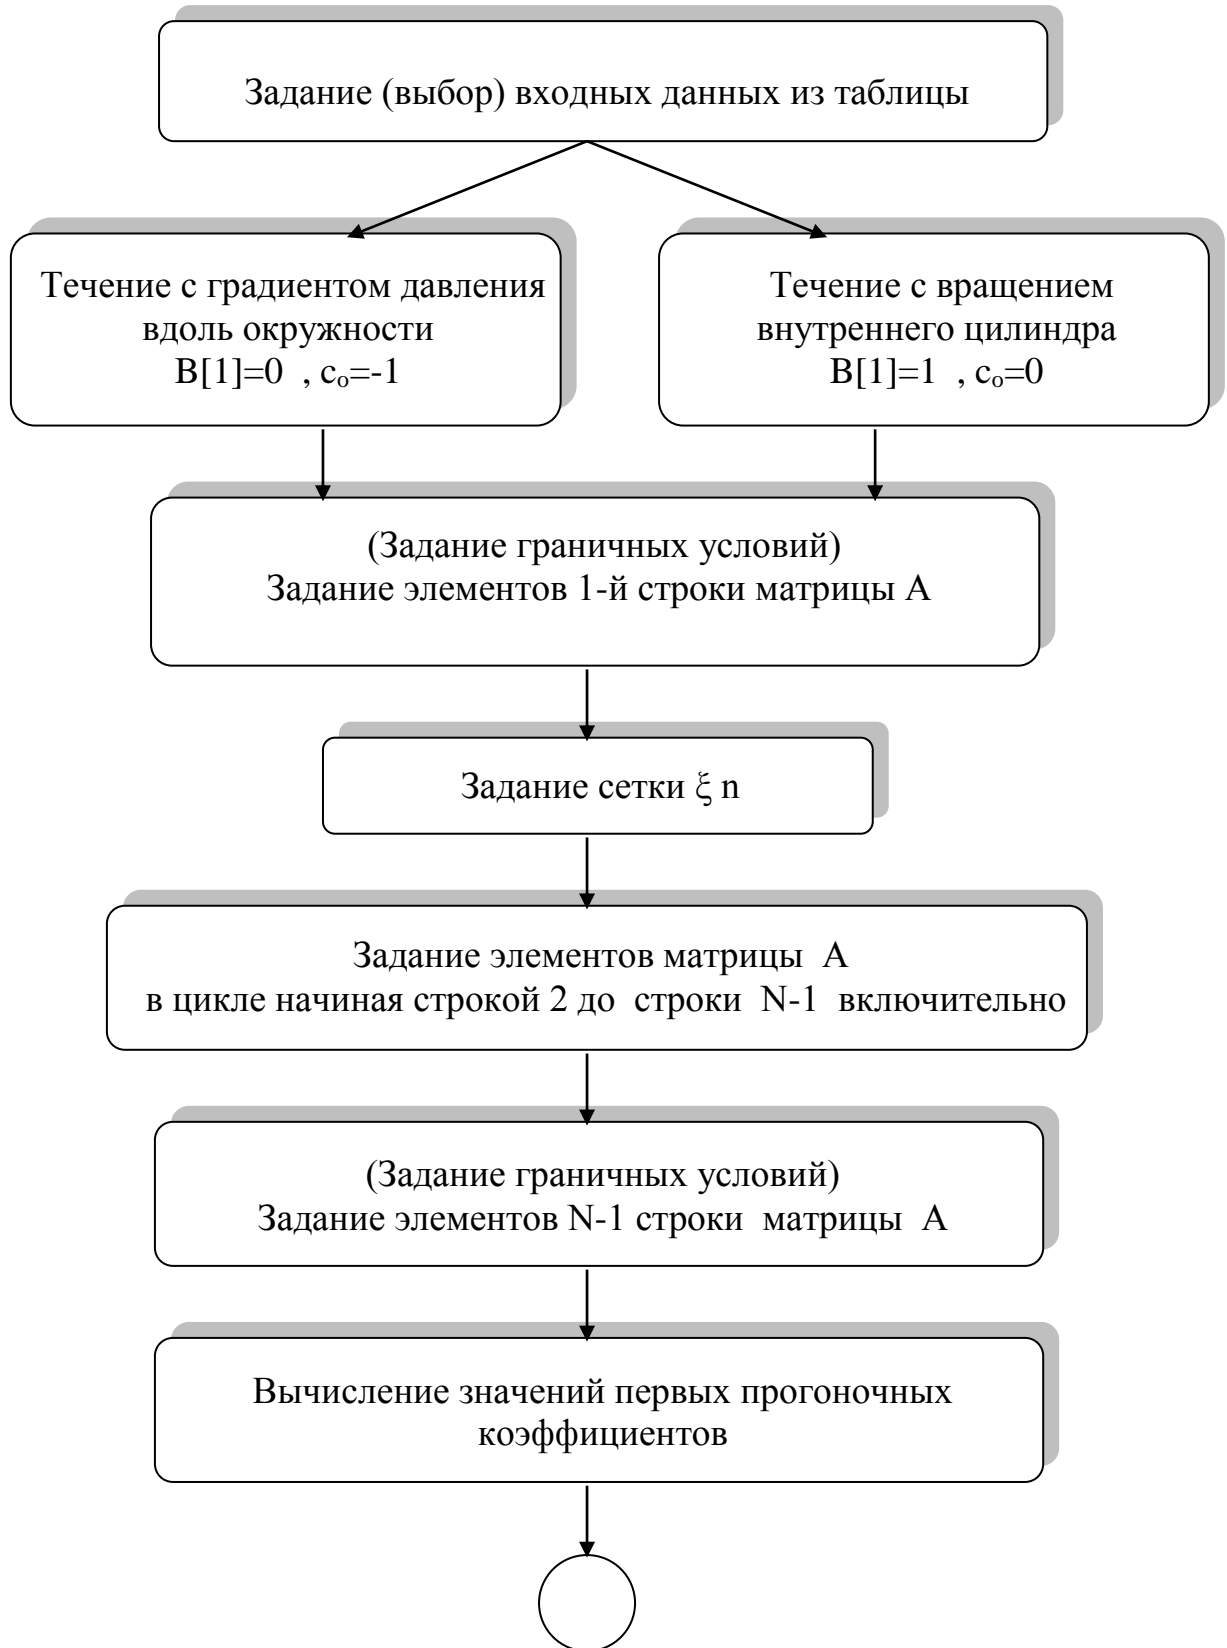 Задание (выбор) входных данных из таблицы
Течение с градиентом давления
вдоль окружности
B[1]=0 , cₒ=-1
Течение с вращением
внутреннего цилиндра
B[1]=1 , cₒ=0
(Задание граничных условий)
Задание элементов 1-й строки матрицы А
Задание сетки ξ n
Задание элементов матрицы А
в цикле начиная строкой 2 до строки N-1 включительно
(Задание граничных условий)
Задание элементов N-1 строки матрицы А
Вычисление значений первых прогоночных
коэффициентов